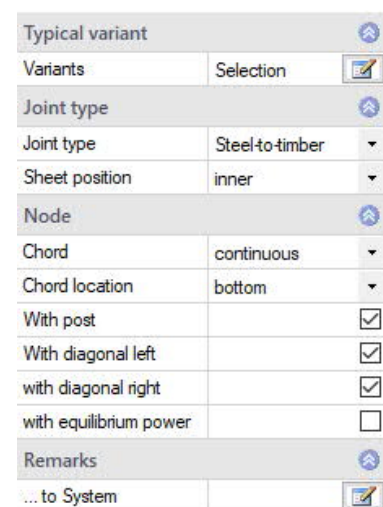 Typical variant
Variants Selection
Joint type
Joint type Steel-to-timber
Sheet position inner
Node
Chord continuous
Chord location bottom
With post
With diagonal left
with diagonal right
with equilibrium power
Remarks
... to System